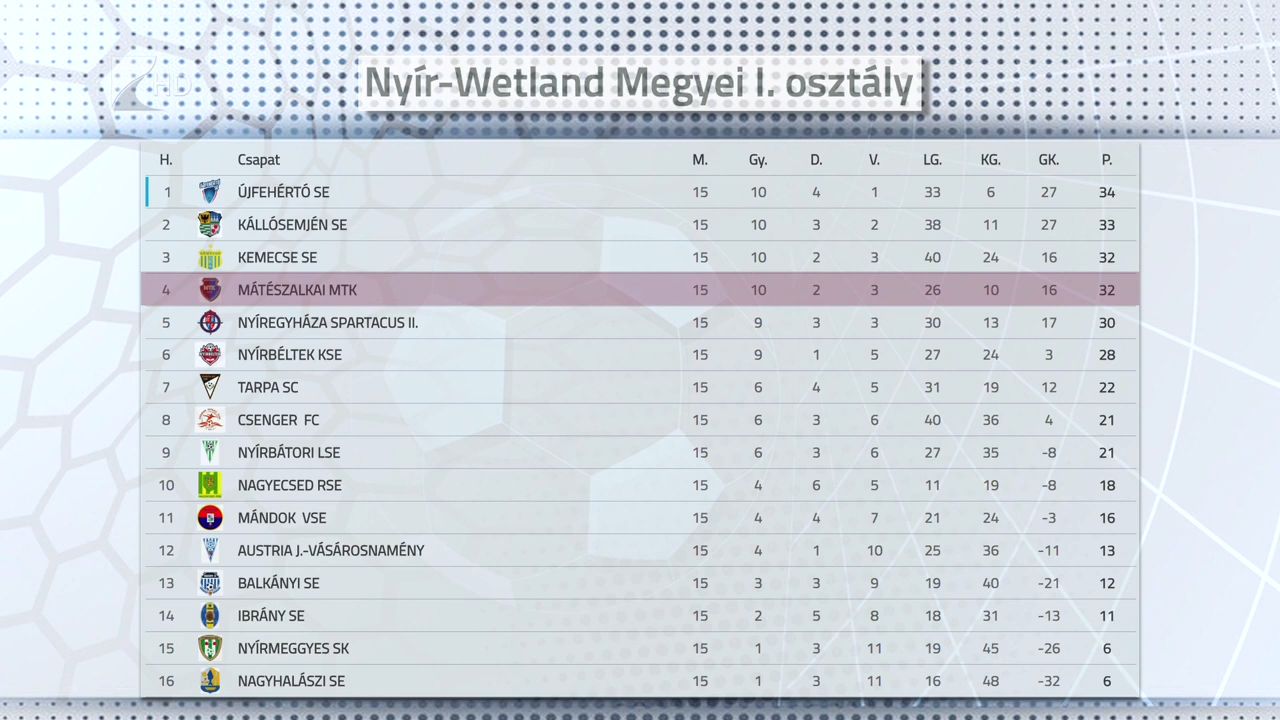 HD
Nyír-Wetland Megyei I. osztály
H. Csapat M. Gy. D. V. LG. KG. GK. P.
1 ÚJFEHÉRTÓ SE 15 10 4 1 33 6 27 34
2 KÁLLÓSEMJÉN SE 15 10 3 2 38 11 27 33
3 KEMECSE SE 15 10 2 3 40 24 16 32
4 MÁTÉSZALKAI MTK 15 10 2 3 26 10 16 32
5 NYÍREGYHÁZA SPARTACUS II. 15 9 3 3 30 13 17 30
6 NYÍRBÉLTEK KSE 15 9 1 5 27 24 3 28
7 TARPA SC 15 6 4 5 31 19 12 22
8 CSENGER FC 15 6 3 6 40 36 4 21
9 NYÍRBÁTORI LSE 15 6 3 6 27 35 -8 21
10 NAGYECSED RSE 15 4 6 5 11 19 -8 18
11 MÁNDOK VSE 15 4 4 7 21 24 -3 16
12 AUSTRIA J.-VÁSÁROSNAMÉNY 15 4 1 10 25 36 -11 13
13 BALKÁNYI SE 15 3 3 9 19 40 -21 12
14 IBRÁNY SE 15 2 5 8 18 31 -13 11
15 NYÍRMEGGYES SK 15 1 3 11 19 45 -26 6
16 NAGYHALÁSZI SE 15 1 3 11 16 48 -32 6